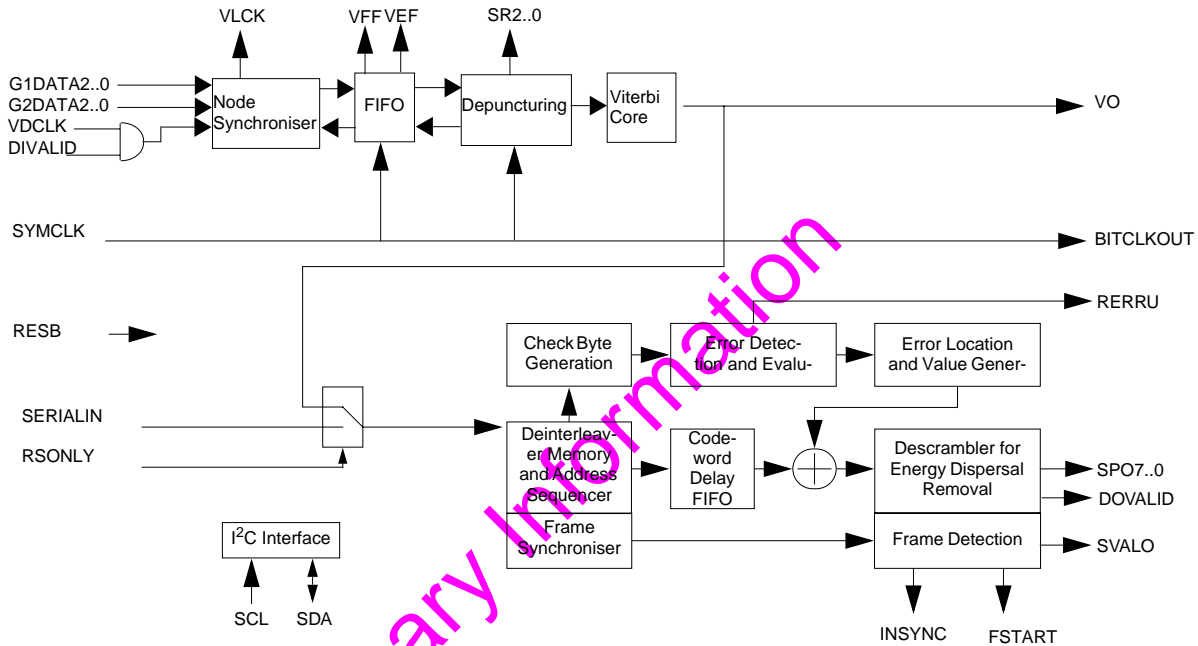 VLCK
VFF VEF
SR2..0
G1DATA2..0
G2DATA2..0
VDCLK
DIVALID
Node
Synchroniser
FIFO
Depuncturing
Viterbi
Core
VO
SYMCLK
BITCLKOUT
RERRU
RESB
Check Byte
Generation
Error Detec-
tion and Evalu-
Error Location
and Value Gener-
SERIALIN
RSONLY
Deinterleav-
er Memory
and Address
Sequencer
Code-
word
Delay
FIFO
Descrambler for
Energy Dispersal
Removal
SPO7..0
DOVALID
Frame
Synchroniser
Frame Detection
SVALO
I2C Interface
SCL
SDA
INSYNC
FSTART
ary Information